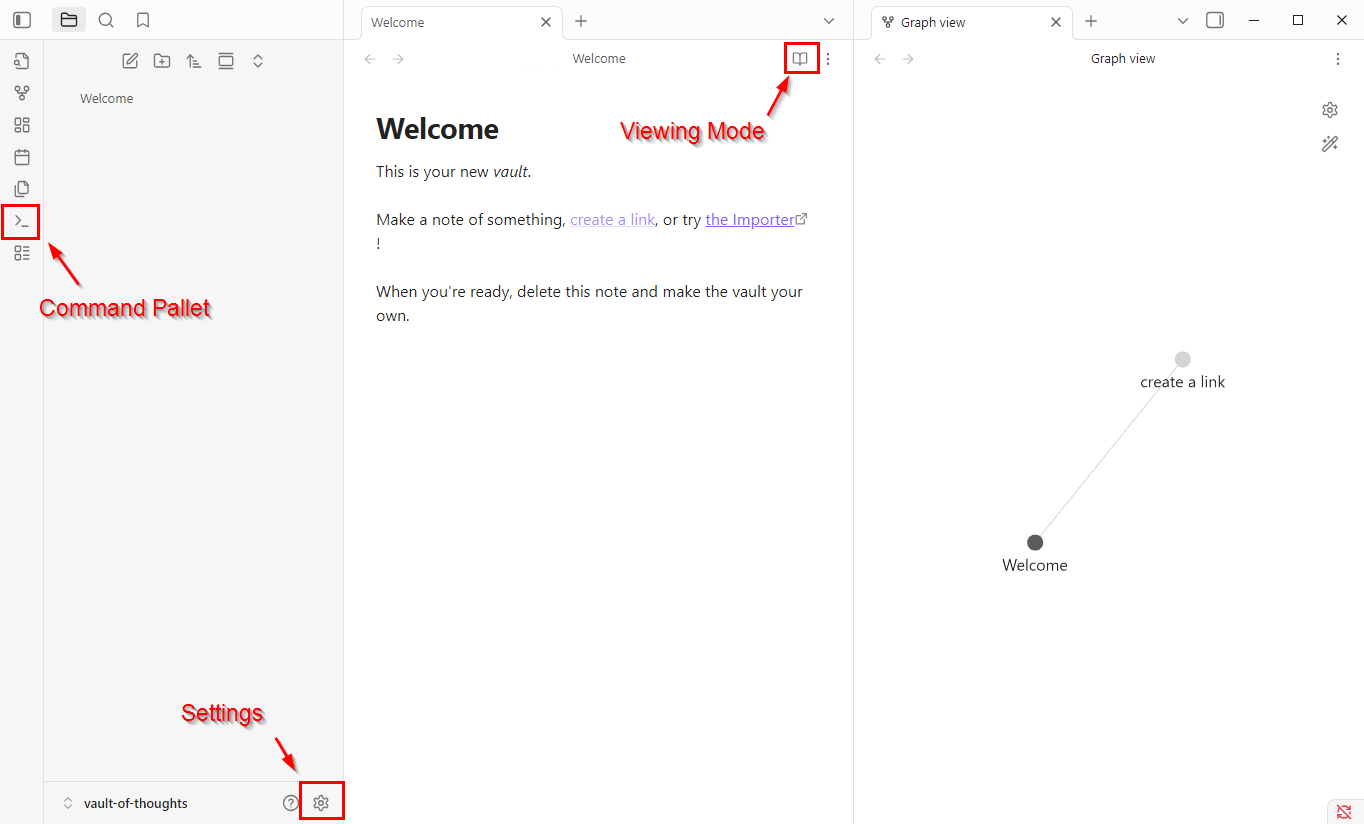 Welcome
Graph view
Welcome
Graph view
Welcome
Viewing Mode
Welcome
This is your new vault.
Make a note of something, create a link, or try the Importer
!
When you're ready, delete this note and make the vault your
own.
Command Pallet
create a link
Welcome
Settings
vault-of-thoughts